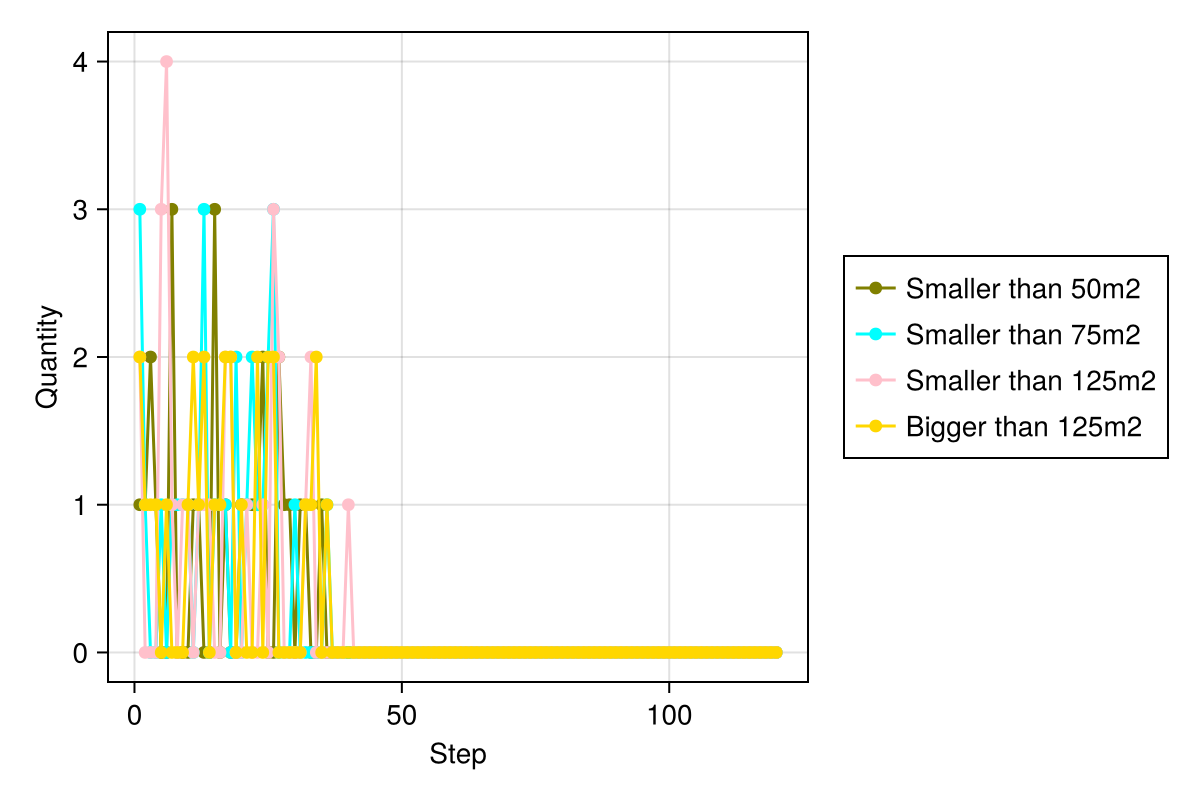 4
3
2
1
0
Quantity
0
50
100
Step
Smaller than 50m2
Smaller than 75m2
Smaller than 125m2
Bigger than 125m2